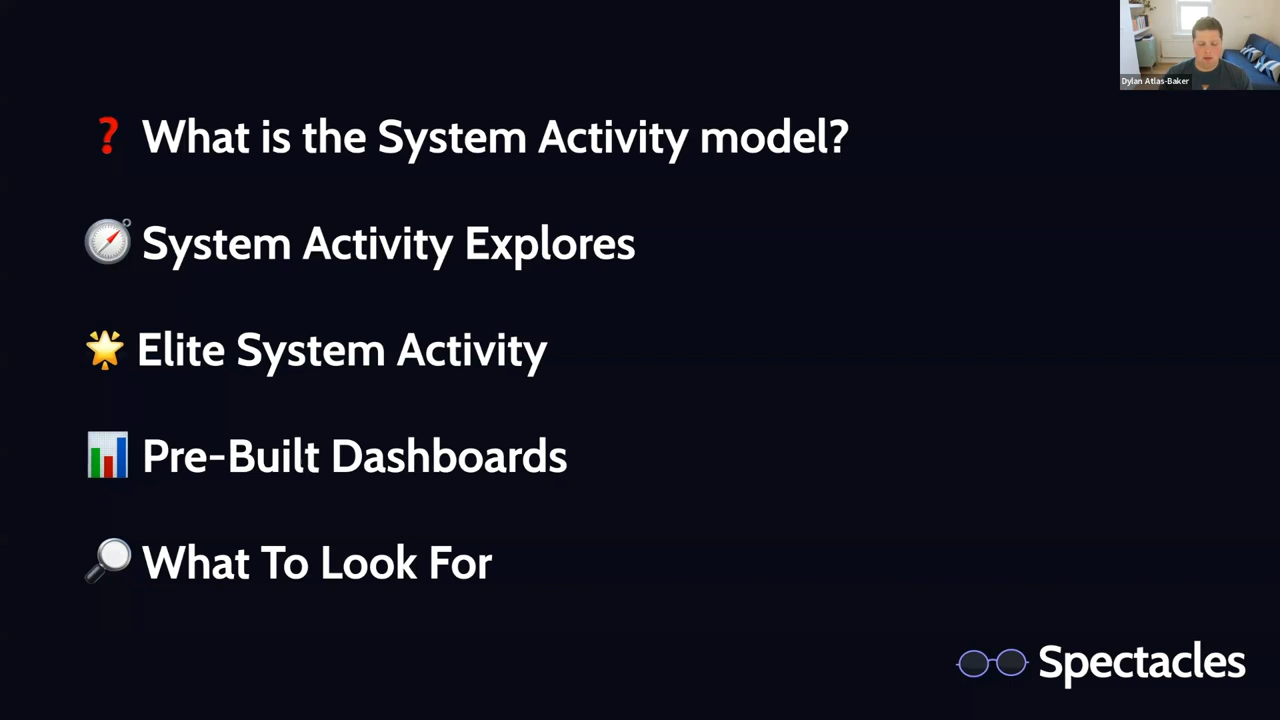 Dylan Atlas-Baker
❓ What is the System Activity model?
System Activity Explores
Elite System Activity
Pre-Built Dashboards
What To Look For
Spectacles